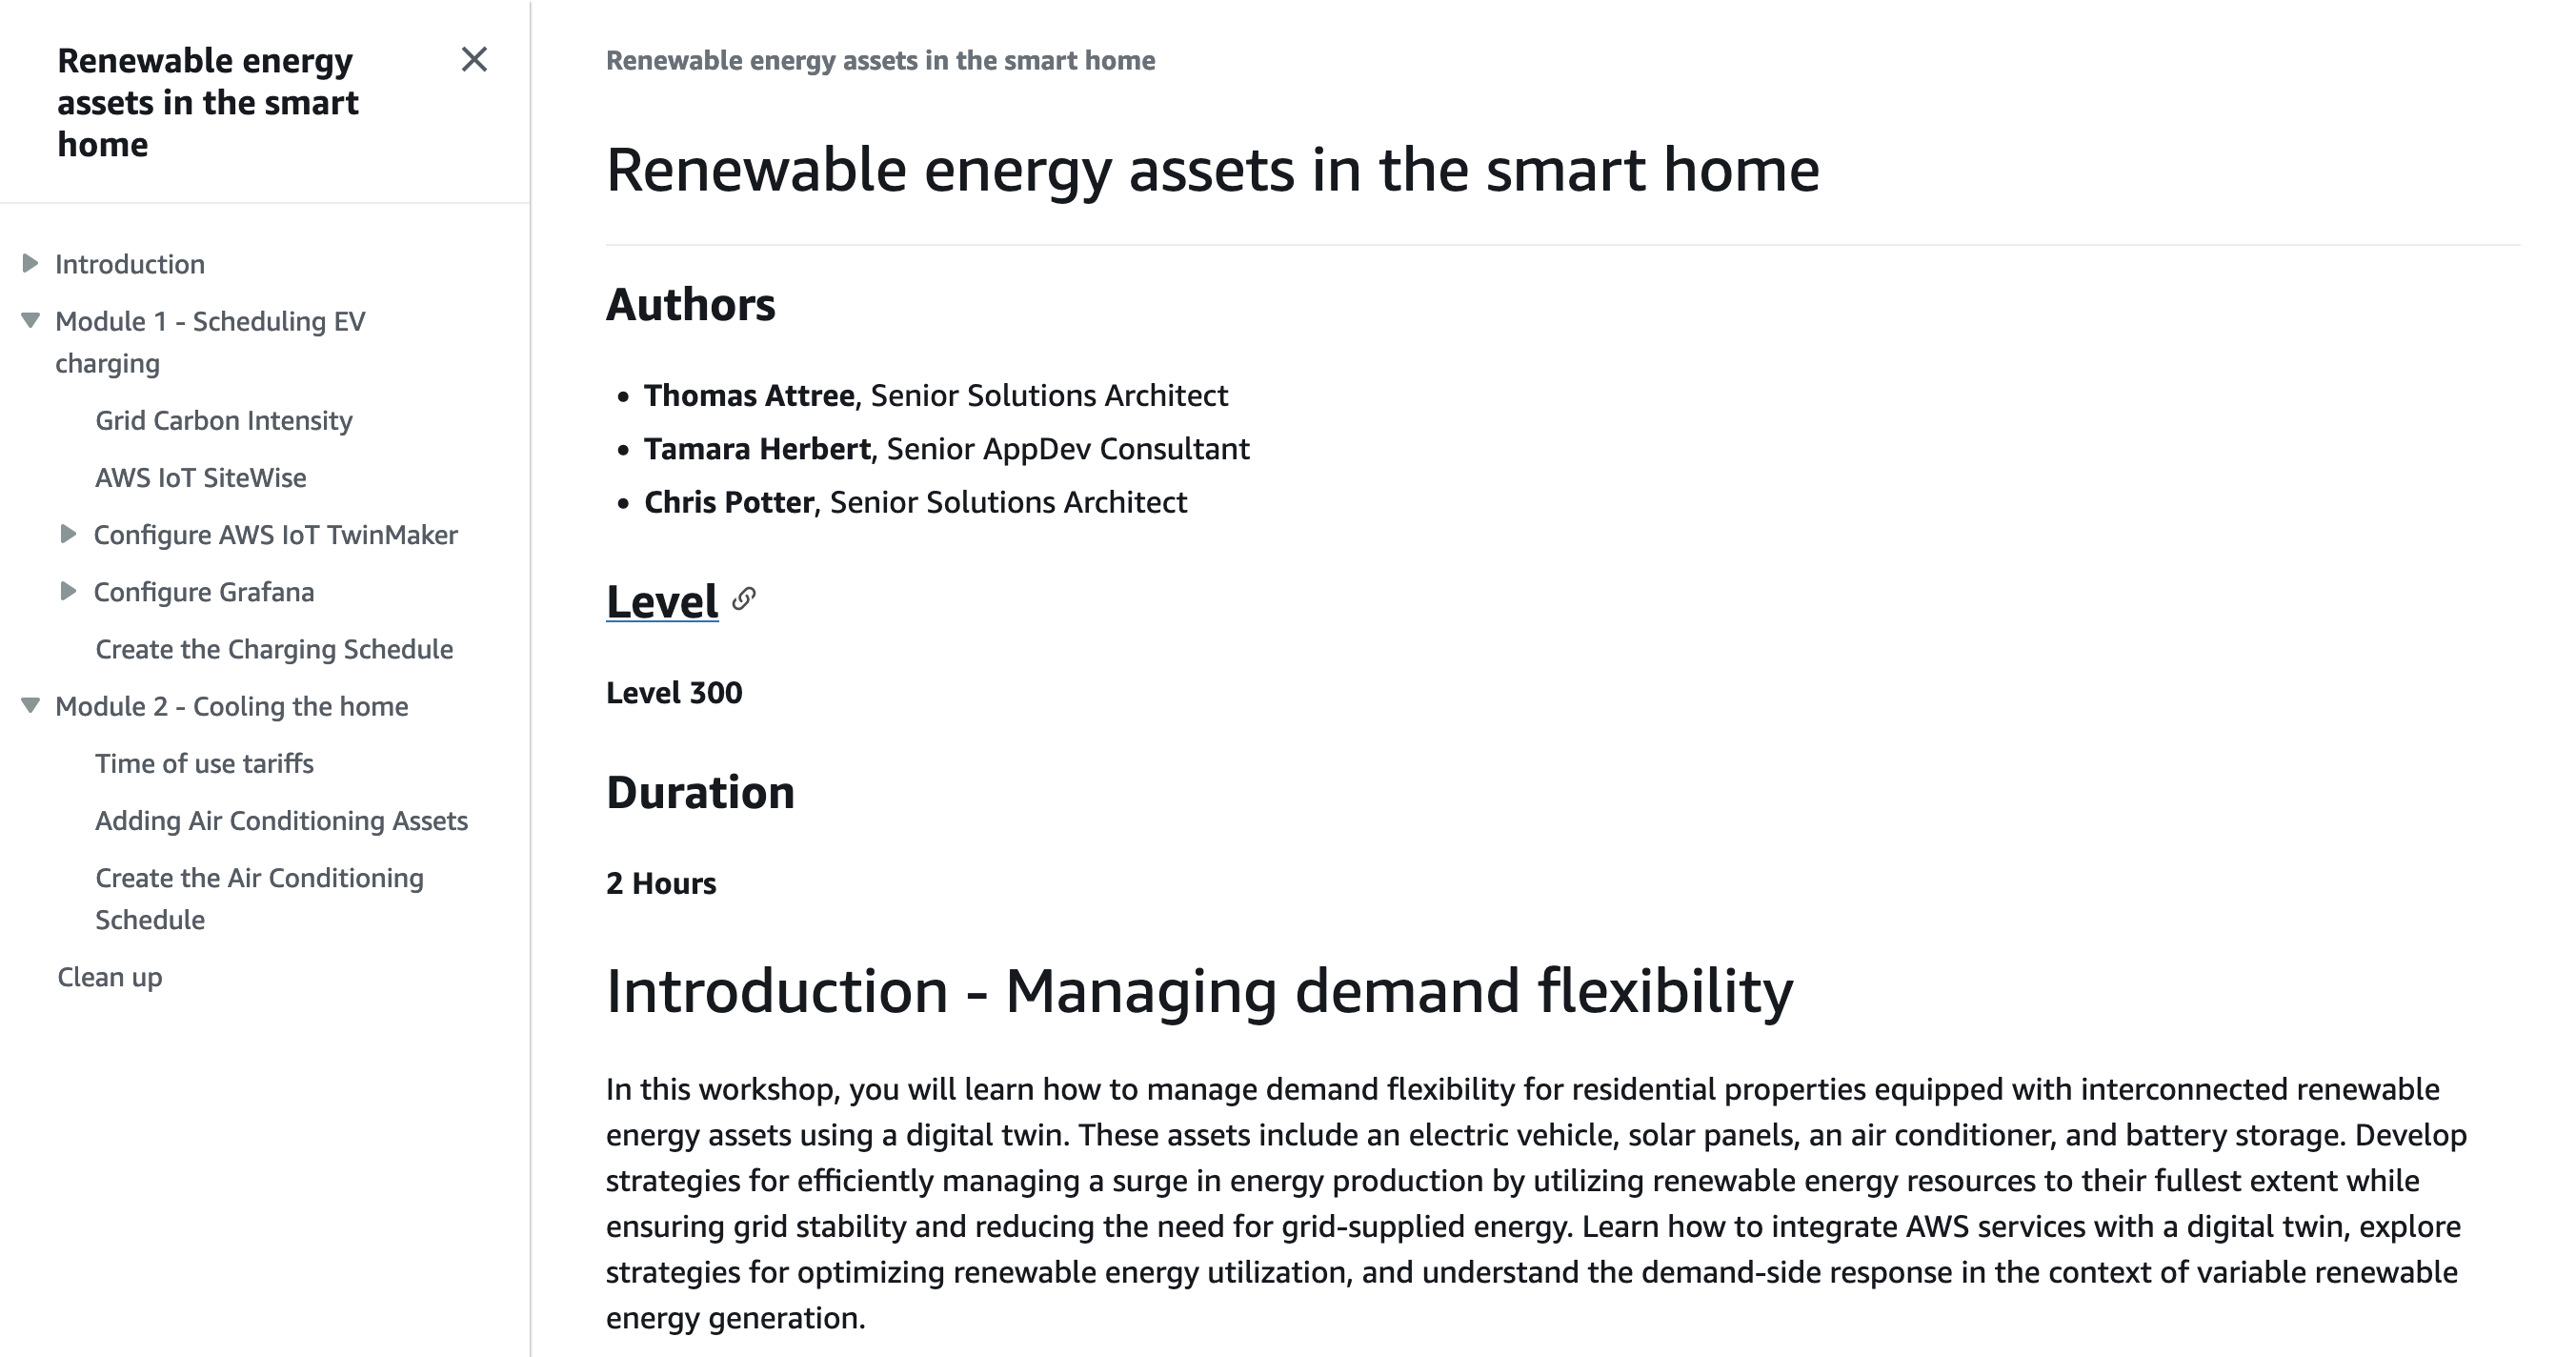 Renewable energy
assets in the smart
home
Introduction
Module 1 - Scheduling EV
charging
Grid Carbon Intensity
AWS IoT SiteWise
Configure AWS IoT TwinMaker
Configure Grafana
Create the Charging Schedule
Module 2 - Cooling the home
Time of use tariffs
Adding Air Conditioning Assets
Create the Air Conditioning
Schedule
Clean up
Renewable energy assets in the smart home
Renewable energy assets in the smart home
Authors
• Thomas Attree, Senior Solutions Architect
• Tamara Herbert, Senior AppDev Consultant
• Chris Potter, Senior Solutions Architect
Level
Level 300
Duration
2 Hours
Introduction - Managing demand flexibility
In this workshop, you will learn how to manage demand flexibility for residential properties equipped with interconnected renewable
energy assets using a digital twin. These assets include an electric vehicle, solar panels, an air conditioner, and battery storage. Develop
strategies for efficiently managing a surge in energy production by utilizing renewable energy resources to their fullest extent while
ensuring grid stability and reducing the need for grid-supplied energy. Learn how to integrate AWS services with a digital twin, explore
strategies for optimizing renewable energy utilization, and understand the demand-side response in the context of variable renewable
energy generation.